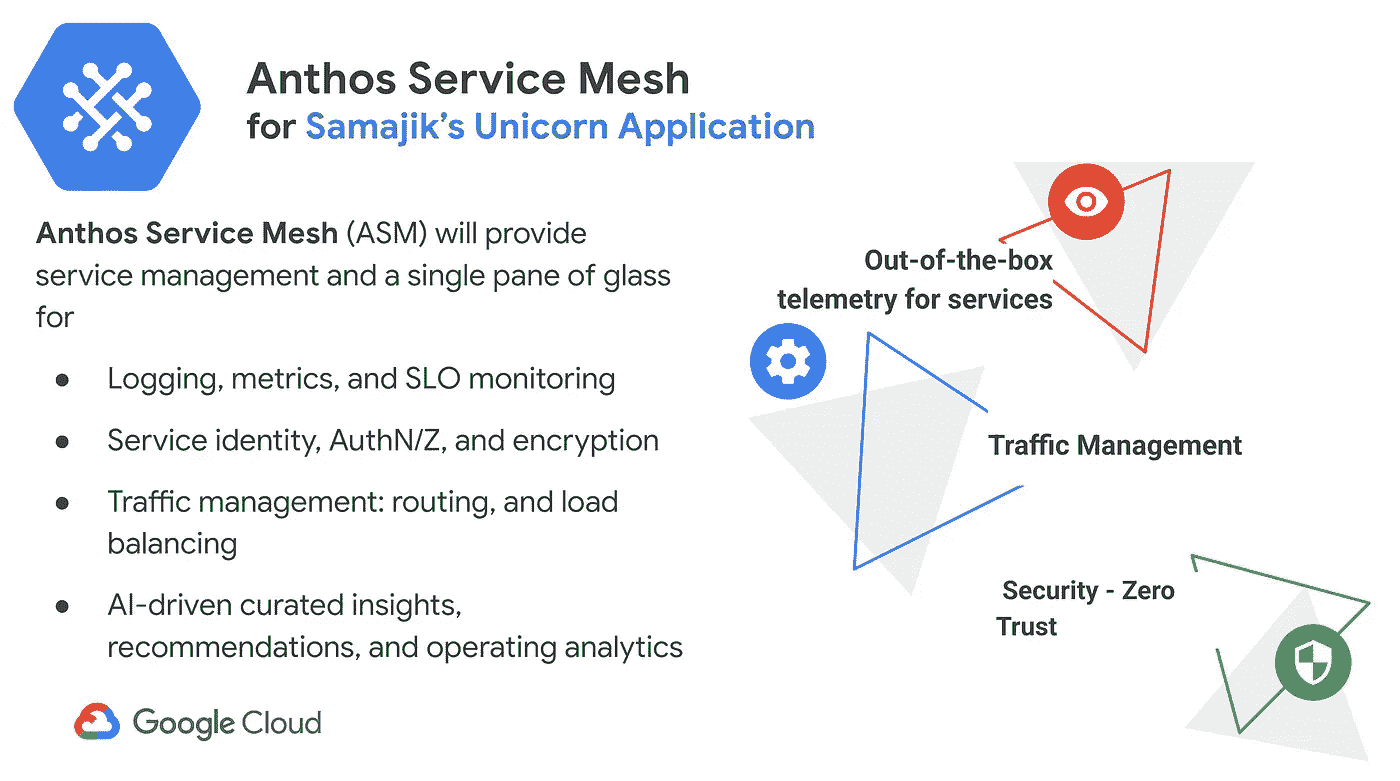 Anthos Service Mesh
for Samajik’s Unicorn Application
Anthos Service Mesh (ASM) will provide
service management and a single pane of glass
for
● Logging, metrics, and SLO monitoring
● Service identity, AuthN/Z, and encryption
● Traffic management: routing, and load
balancing
● AI-driven curated insights,
recommendations, and operating analytics
Out-of-the-box
telemetry for services
Traffic Management
Security - Zero
Trust
Google Cloud